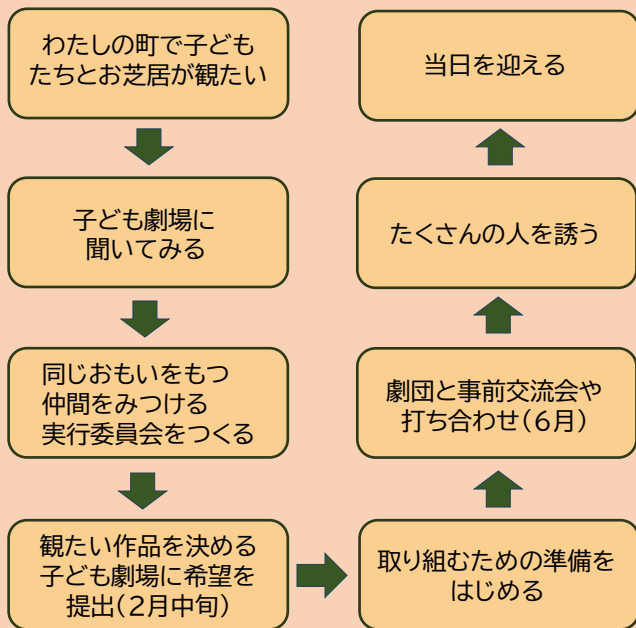 わたしの町で子ども
たちとお芝居が観たい
子ども劇場に
聞いてみる
同じおもいをもつ
仲間をみつける
実行委員会をつくる
観たい作品を決める
子ども劇場に希望を
提出(2月中旬)
取り組むための準備を
はじめる
劇団と事前交流会や
打ち合わせ(6月)
たくさんの人を誘う
当日を迎える